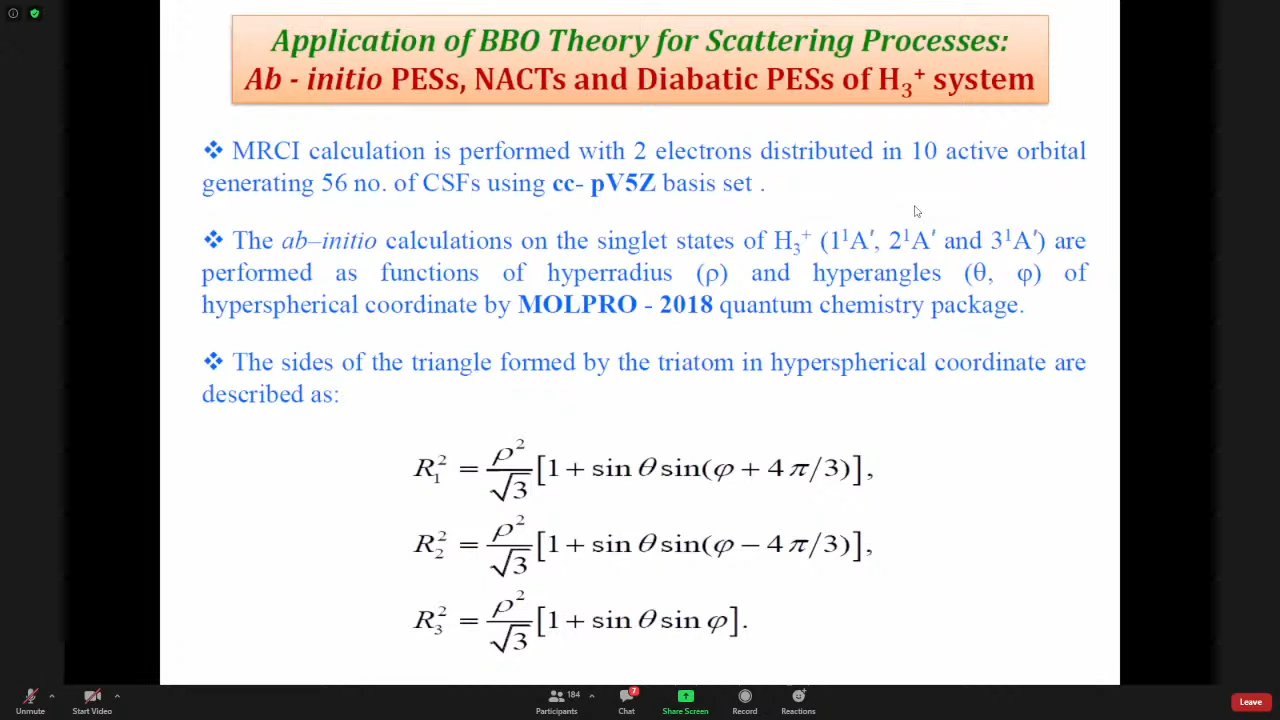 Application of BBO Theory for Scattering Processes:
Ab - initio PESs, NACTs and Diabatic PESs of H₃⁺ system
❖ MRCI calculation is performed with 2 electrons distributed in 10 active orbital
generating 56 no. of CSFs using cc- pV5Z basis set .
❖ The ab–initio calculations on the singlet states of H₃⁺ (1¹A′, 2¹A′ and 3¹A′) are
performed as functions of hyperradius (ρ) and hyperangles (θ, φ) of
hyperspherical coordinate by MOLPRO - 2018 quantum chemistry package.
❖ The sides of the triangle formed by the triatom in hyperspherical coordinate are
described as:
R₁² = ρ²/√3 [1 + sin θ sin(φ + 4π/3)],
R₂² = ρ²/√3 [1 + sin θ sin(φ − 4π/3)],
R₃² = ρ²/√3 [1 + sin θ sin φ].
Unmute
Start Video
184
Participants
7
Chat
Share Screen
Record
Reactions
Leave